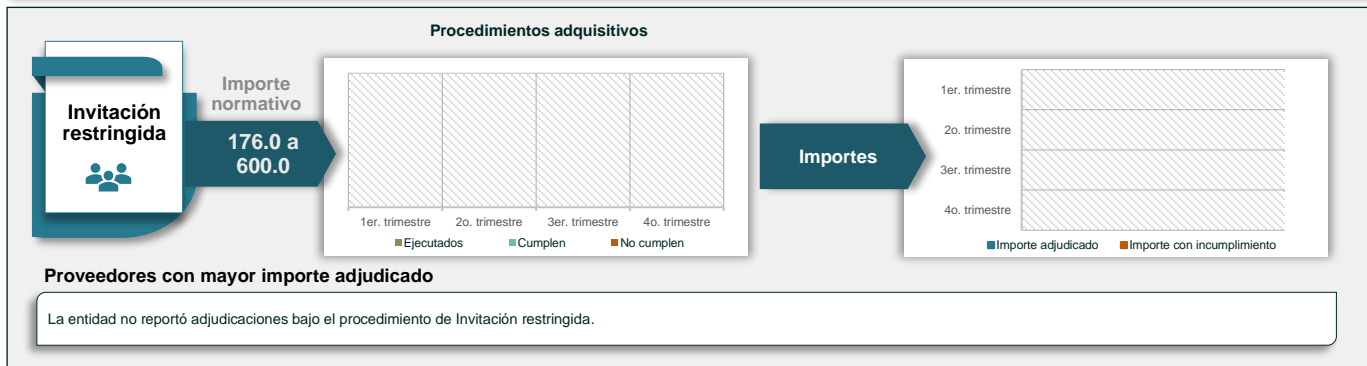 Procedimientos adquisitivos
Invitación
restringida
Importe
normativo
176.0 a
600.0
1er. trimestre
2o. trimestre
3er. trimestre
4o. trimestre
Ejecutados
Cumplen
No cumplen
Importes
1er. trimestre
2o. trimestre
3er. trimestre
4o. trimestre
Importe adjudicado
Importe con incumplimiento
Proveedores con mayor importe adjudicado
La entidad no reportó adjudicaciones bajo el procedimiento de Invitación restringida.